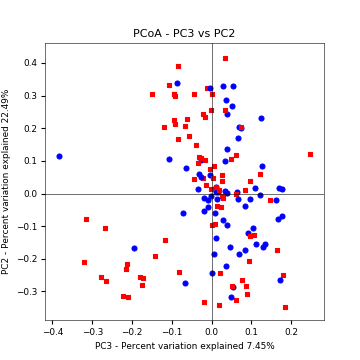 PCoA - PC3 vs PC2
PC2 - Percent variation explained 22.49%
0.4
0.3
0.2
0.1
0.0
−0.1
−0.2
−0.3
−0.4 −0.3 −0.2 −0.1 0.0 0.1 0.2
PC3 - Percent variation explained 7.45%